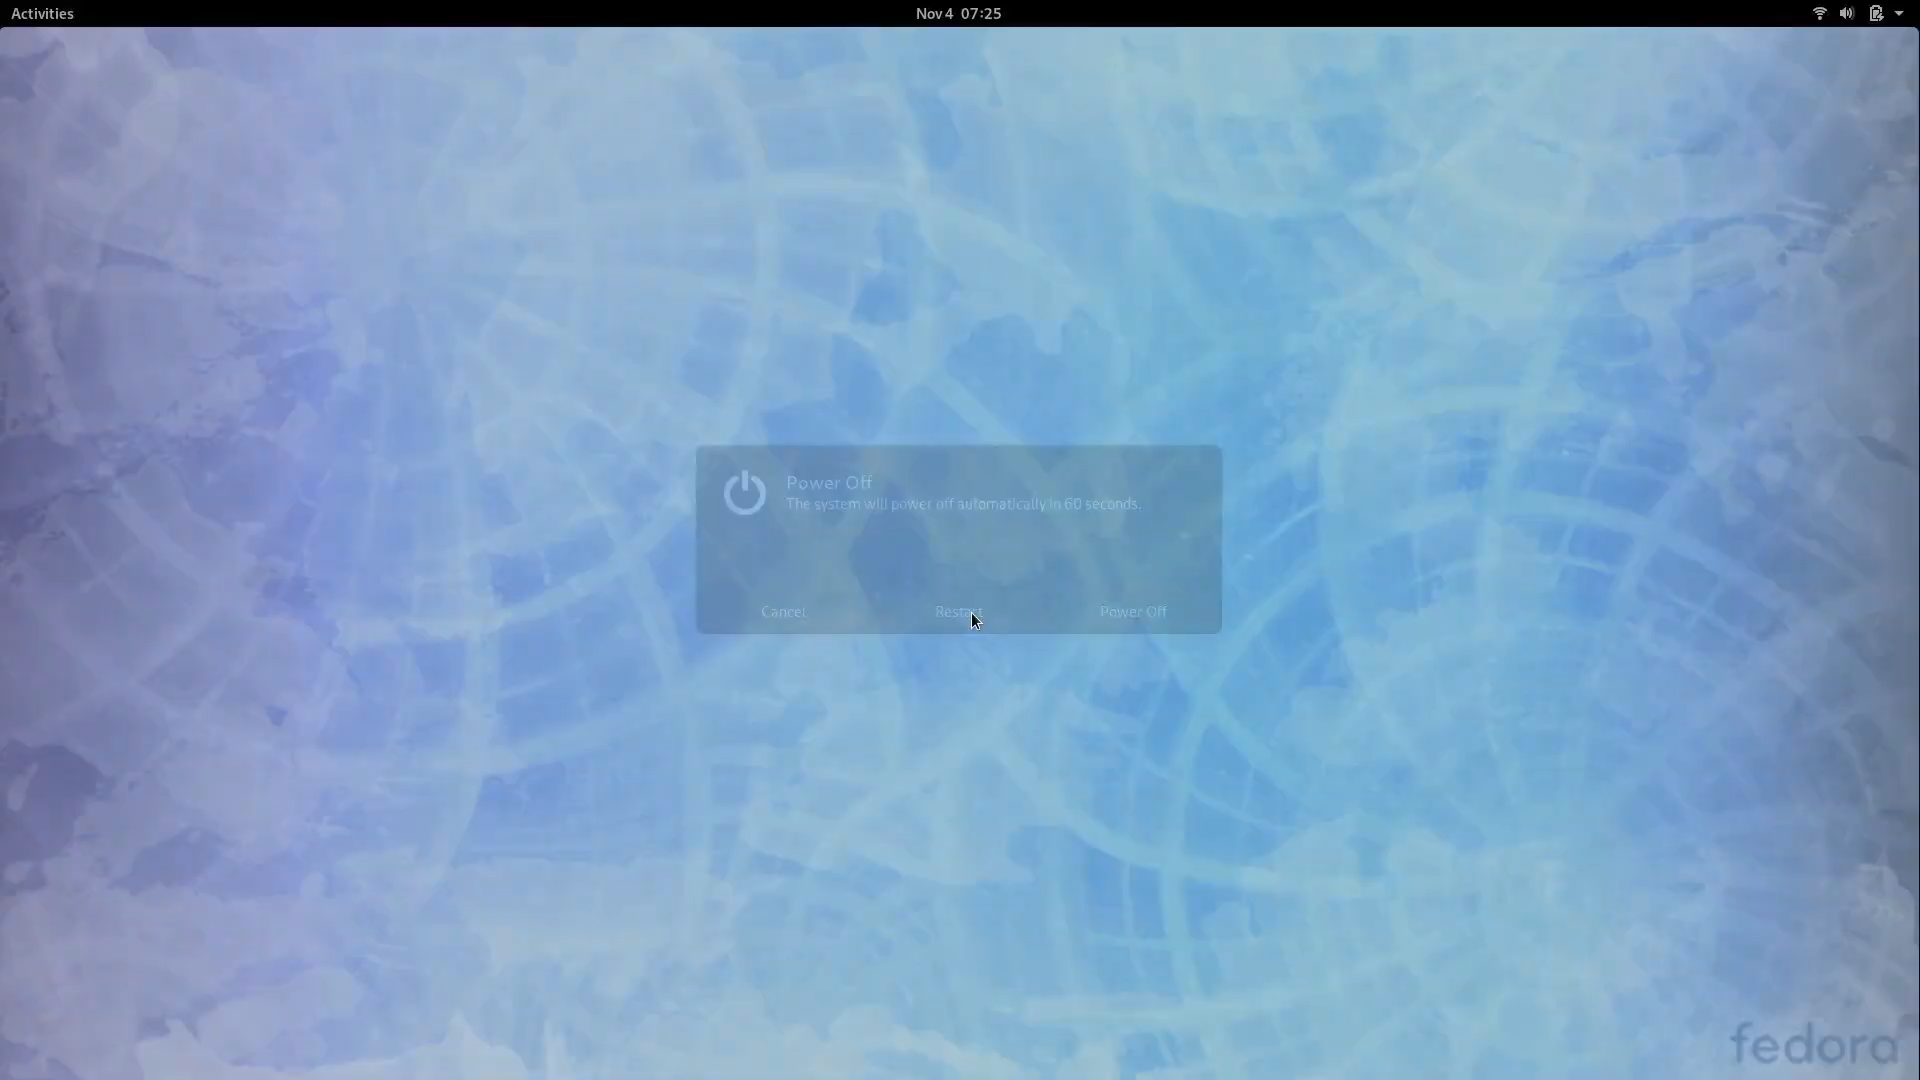 Activities
Nov 4 07:25
Power Off
The system will power off automatically in 60 seconds.
Cancel
Restart
Power Off
fedora